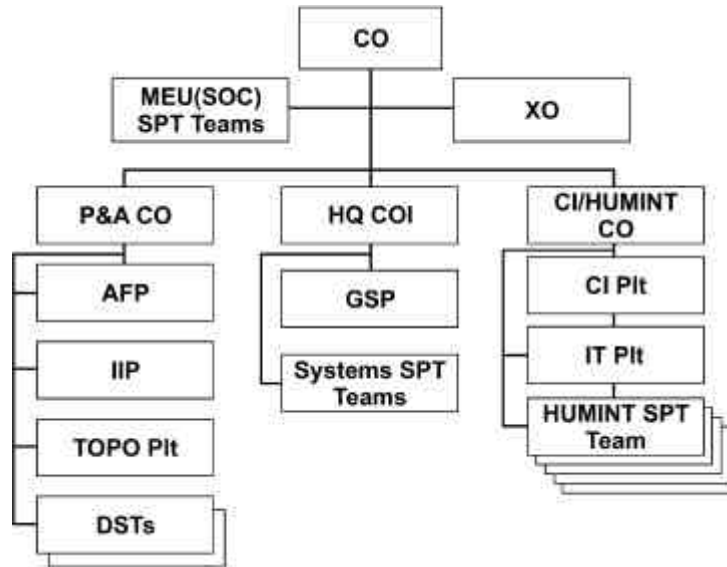 CO
MEU(SOC)
SPT Teams
XO
P&A CO
HQ COI
CI/HUMINT
CO
AFP
GSP
CI Plt
IIP
Systems SPT
Teams
IT Plt
TOPO Plt
HUMINT SPT
Team
DSTs